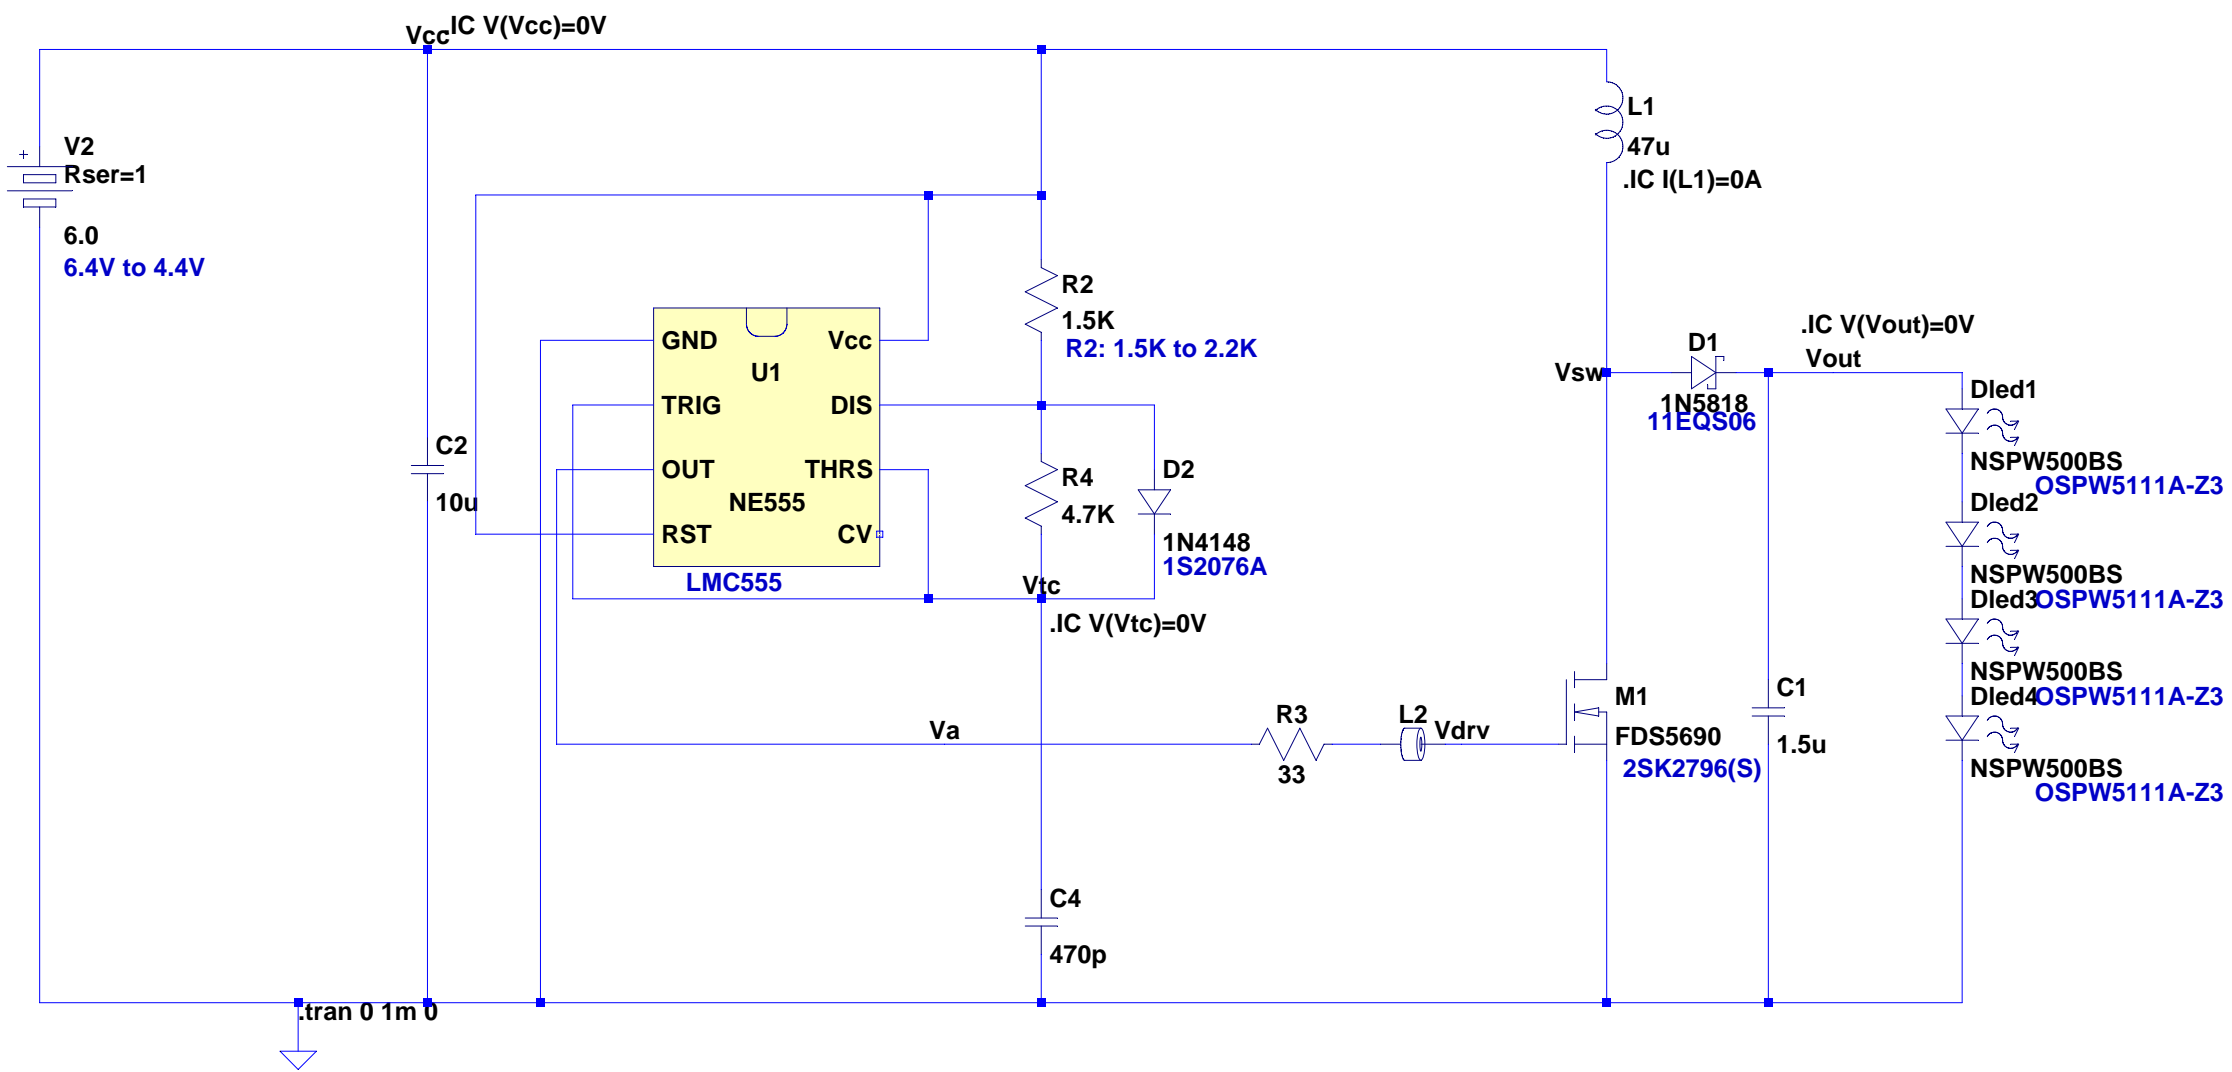 Vcc
.IC V(Vcc)=0V
V2
Rser=1
6.0
6.4V to 4.4V
C2
10u
GND
TRIG
OUT
RST
Vcc
DIS
THRS
CV
U1
NE555
LMC555
R2
1.5K
R2: 1.5K to 2.2K
R4
4.7K
D2
1N4148
1S2076A
Vtc
.IC V(Vtc)=0V
Va
R3
33
L2
Vdrv
C4
470p
L1
47u
.IC I(L1)=0A
Vsw
D1
1N5818
11EQS06
.IC V(Vout)=0V
Vout
M1
FDS5690
2SK2796(S)
C1
1.5u
Dled1
NSPW500BS
OSPW5111A-Z3
Dled2
NSPW500BS
OSPW5111A-Z3
Dled3
NSPW500BS
OSPW5111A-Z3
Dled4
NSPW500BS
OSPW5111A-Z3
.tran 0 1m 0